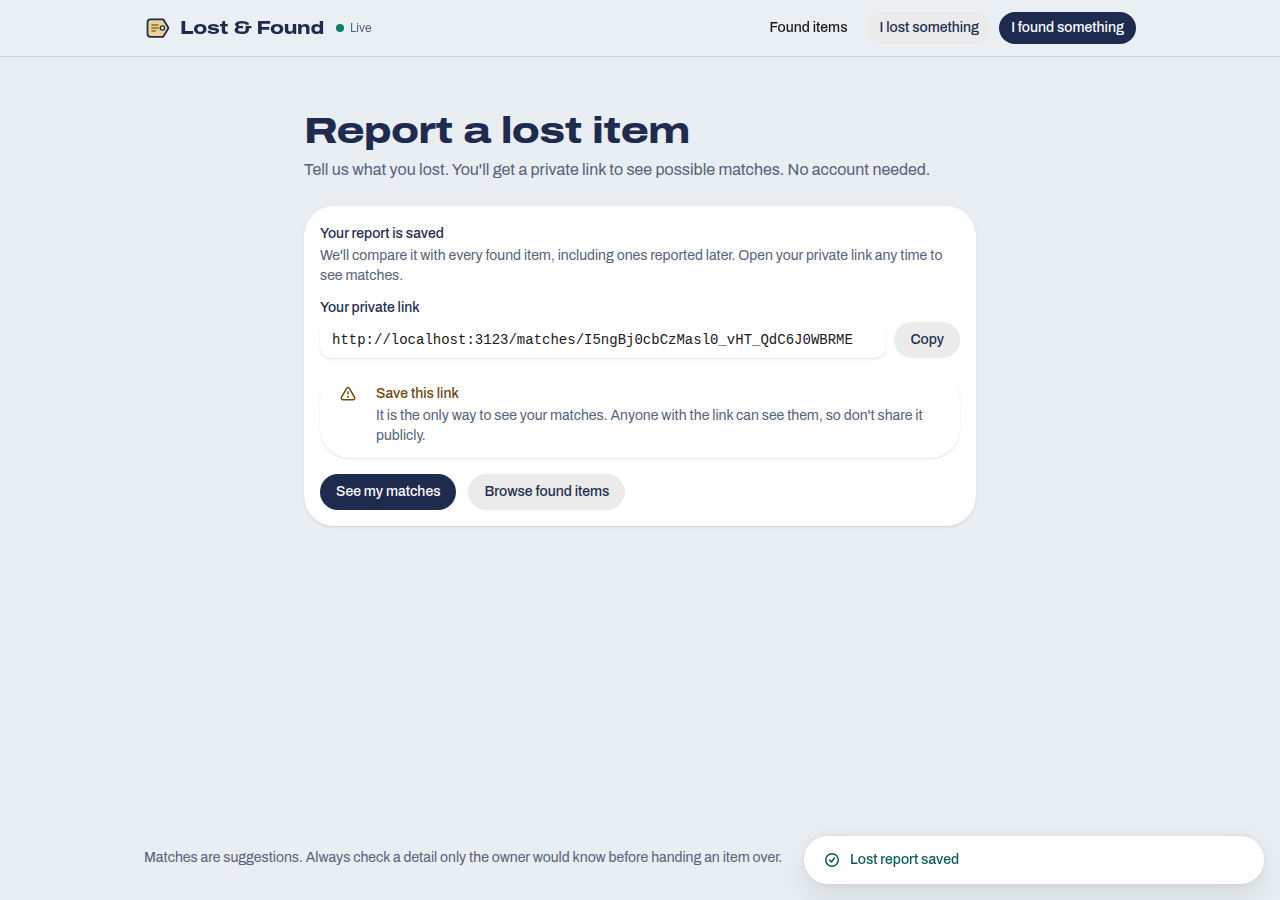 Lost & Found
Live
Found items
I lost something
I found something
Report a lost item
Tell us what you lost. You'll get a private link to see possible matches. No account needed.
Your report is saved
We'll compare it with every found item, including ones reported later. Open your private link any time to
see matches.
Your private link
http://localhost:3123/matches/I5ngBj0cbCzMasl0_vHT_QdC6J0WBRME
Copy
Save this link
It is the only way to see your matches. Anyone with the link can see them, so don't share it
publicly.
See my matches
Browse found items
Matches are suggestions. Always check a detail only the owner would know before handing an item over.
Lost report saved